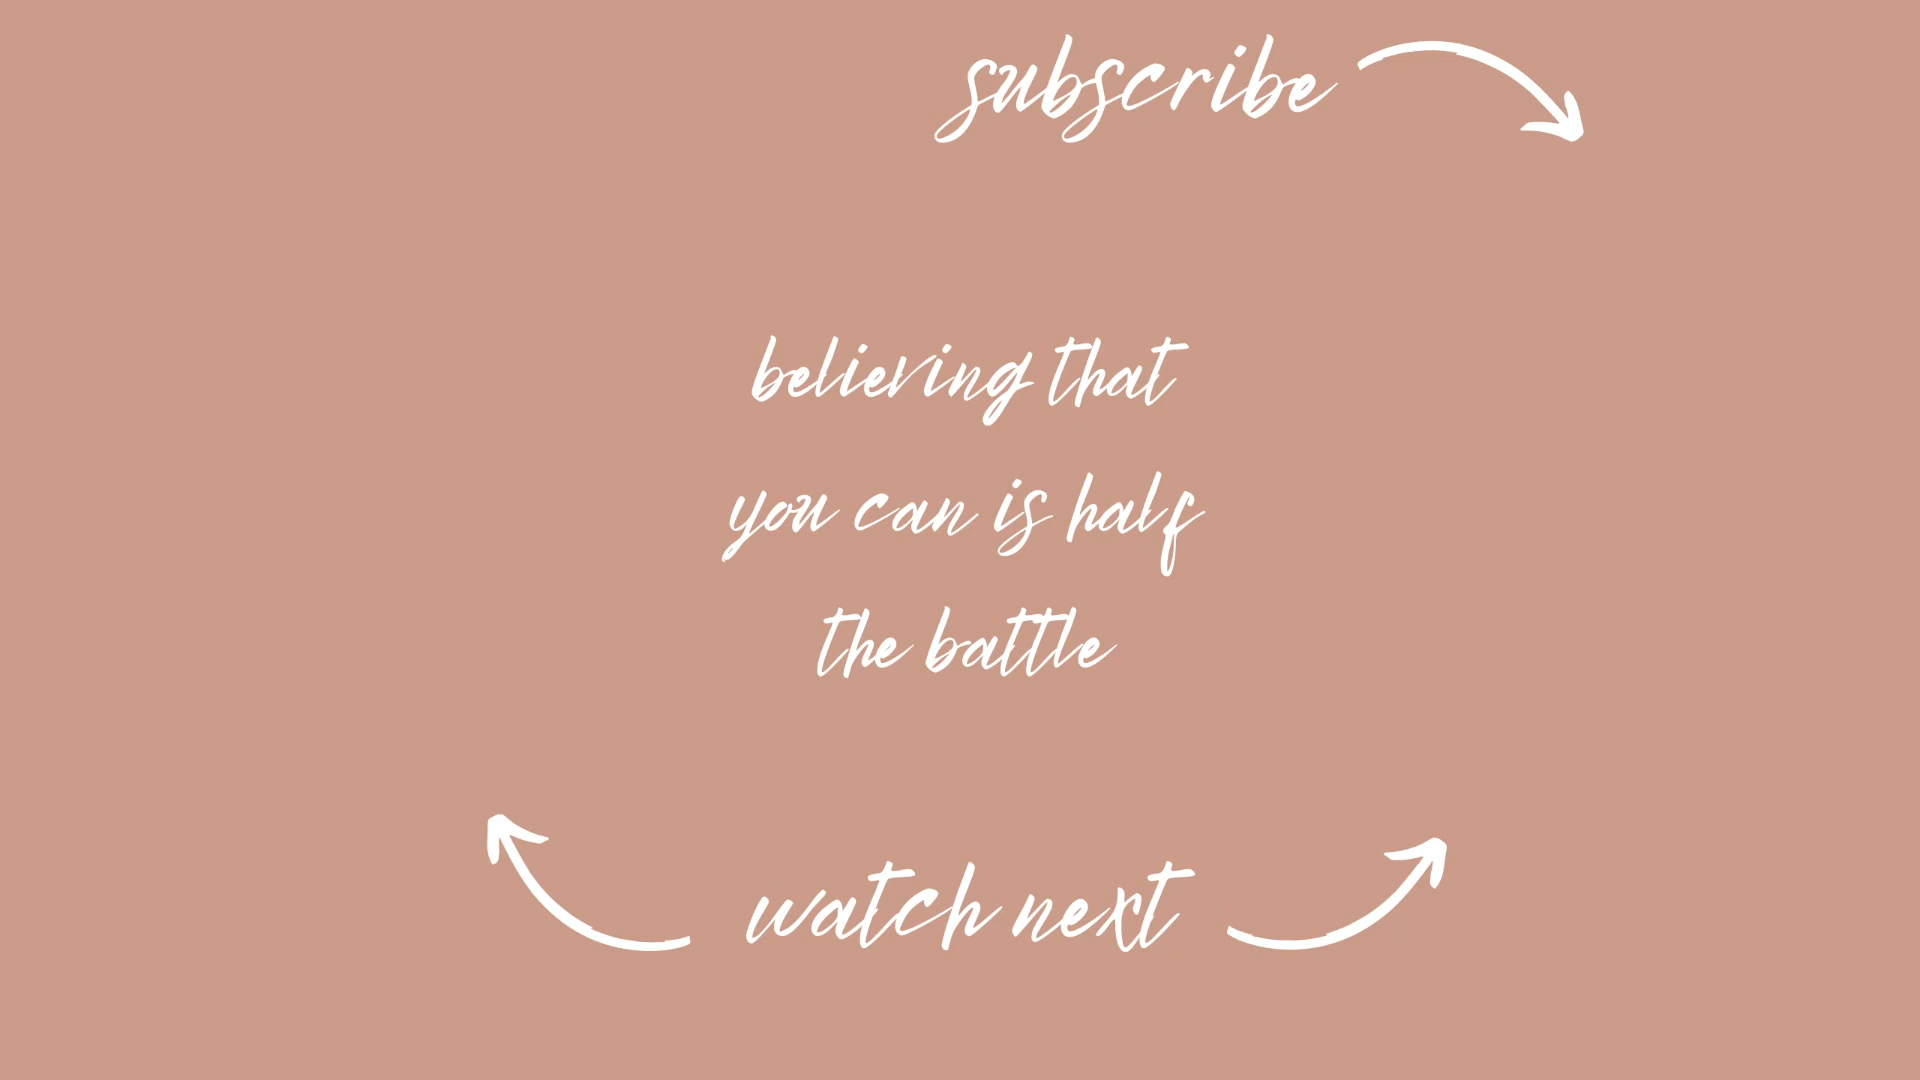 subscribe
believing that
you can is half
the battle
watch next